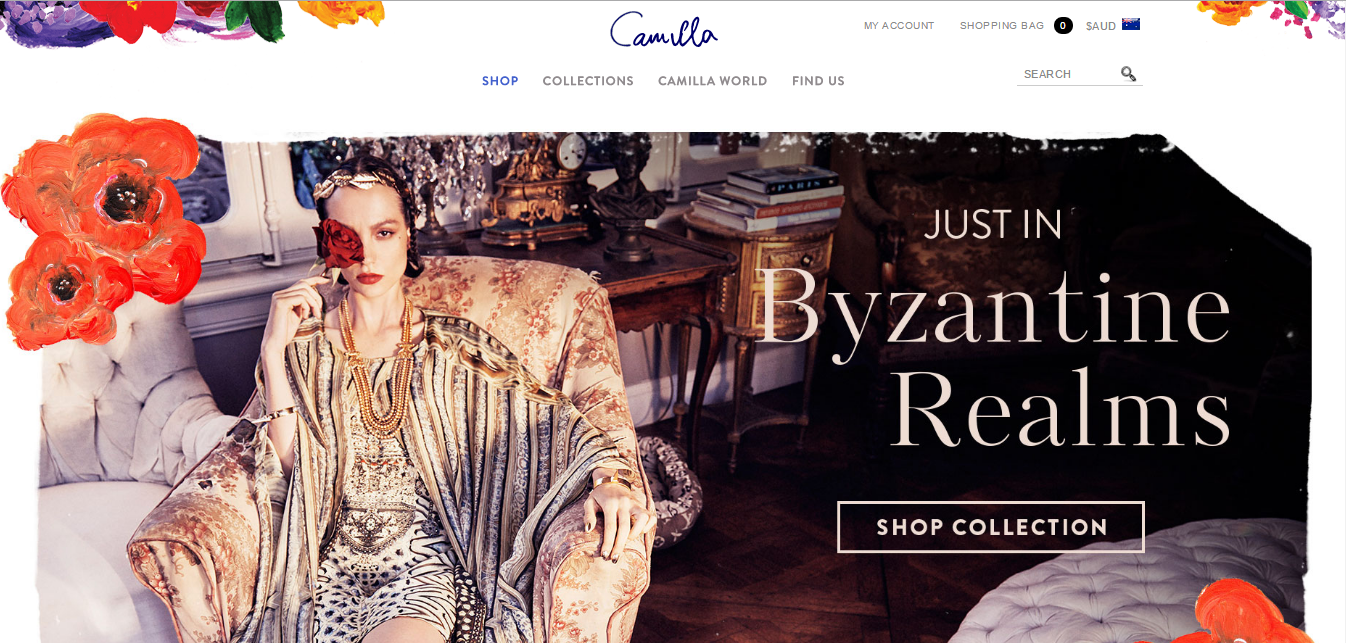 Camilla
MY ACCOUNT SHOPPING BAG 0 $AUD
SHOP COLLECTIONS CAMILLA WORLD FIND US
SEARCH
PARIS
JUST IN
Byzantine
Realms
SHOP COLLECTION